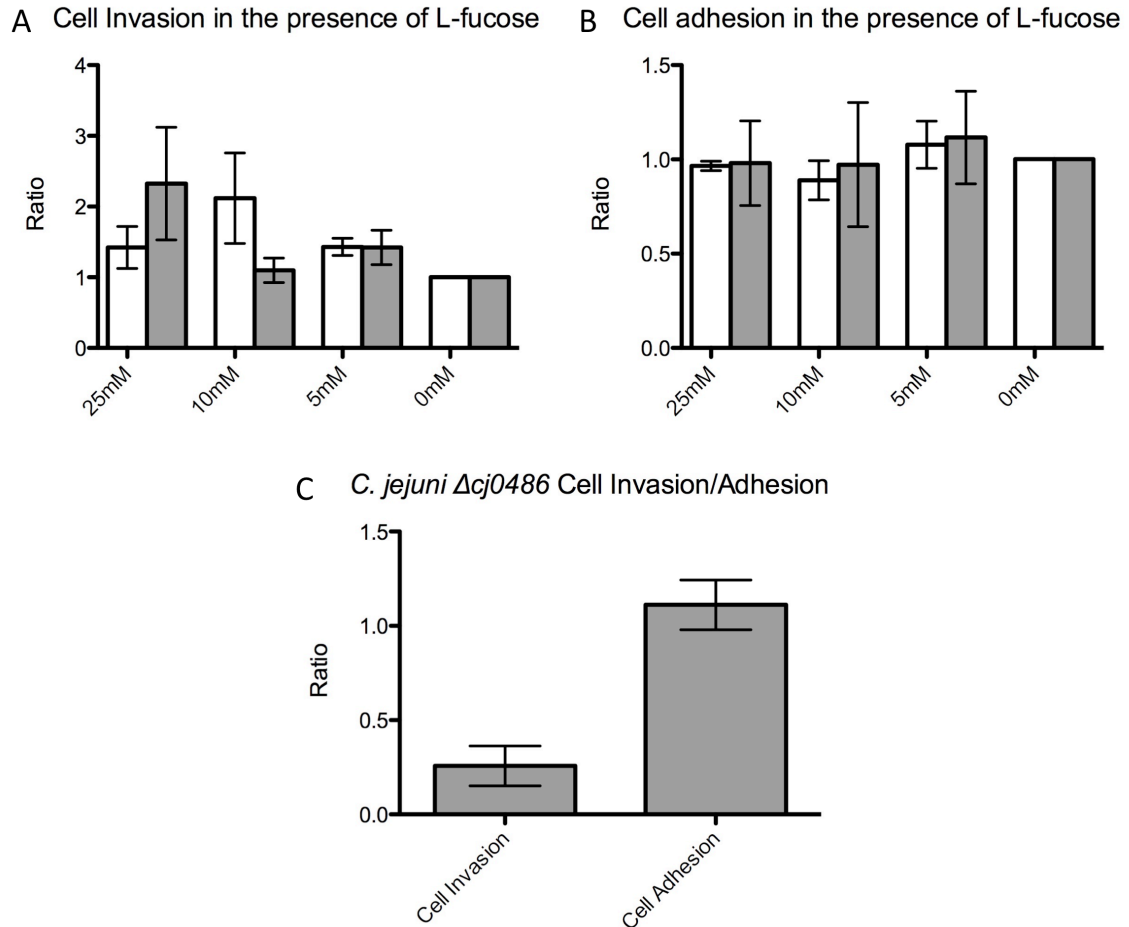 A Cell Invasion in the presence of L-fucose
B Cell adhesion in the presence of L-fucose
4
3
2
1
0
Ratio
25mM
10mM
5mM
0mM
1.5
1.0
0.5
0.0
Ratio
25mM
10mM
5mM
0mM
C C. jejuni Δcj0486 Cell Invasion/Adhesion
1.5
1.0
0.5
0.0
Ratio
Cell Invasion
Cell Adhesion